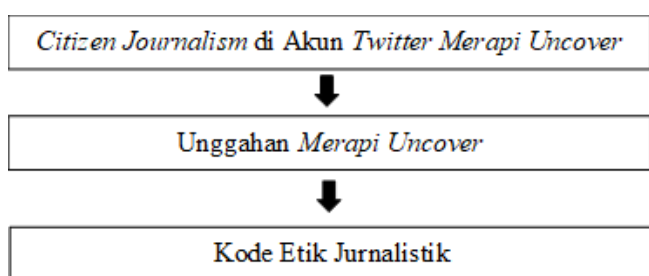 Citizen Journalism di Akun Twitter Merapi Uncover
Unggahan Merapi Uncover
Kode Etik Jurnalistik